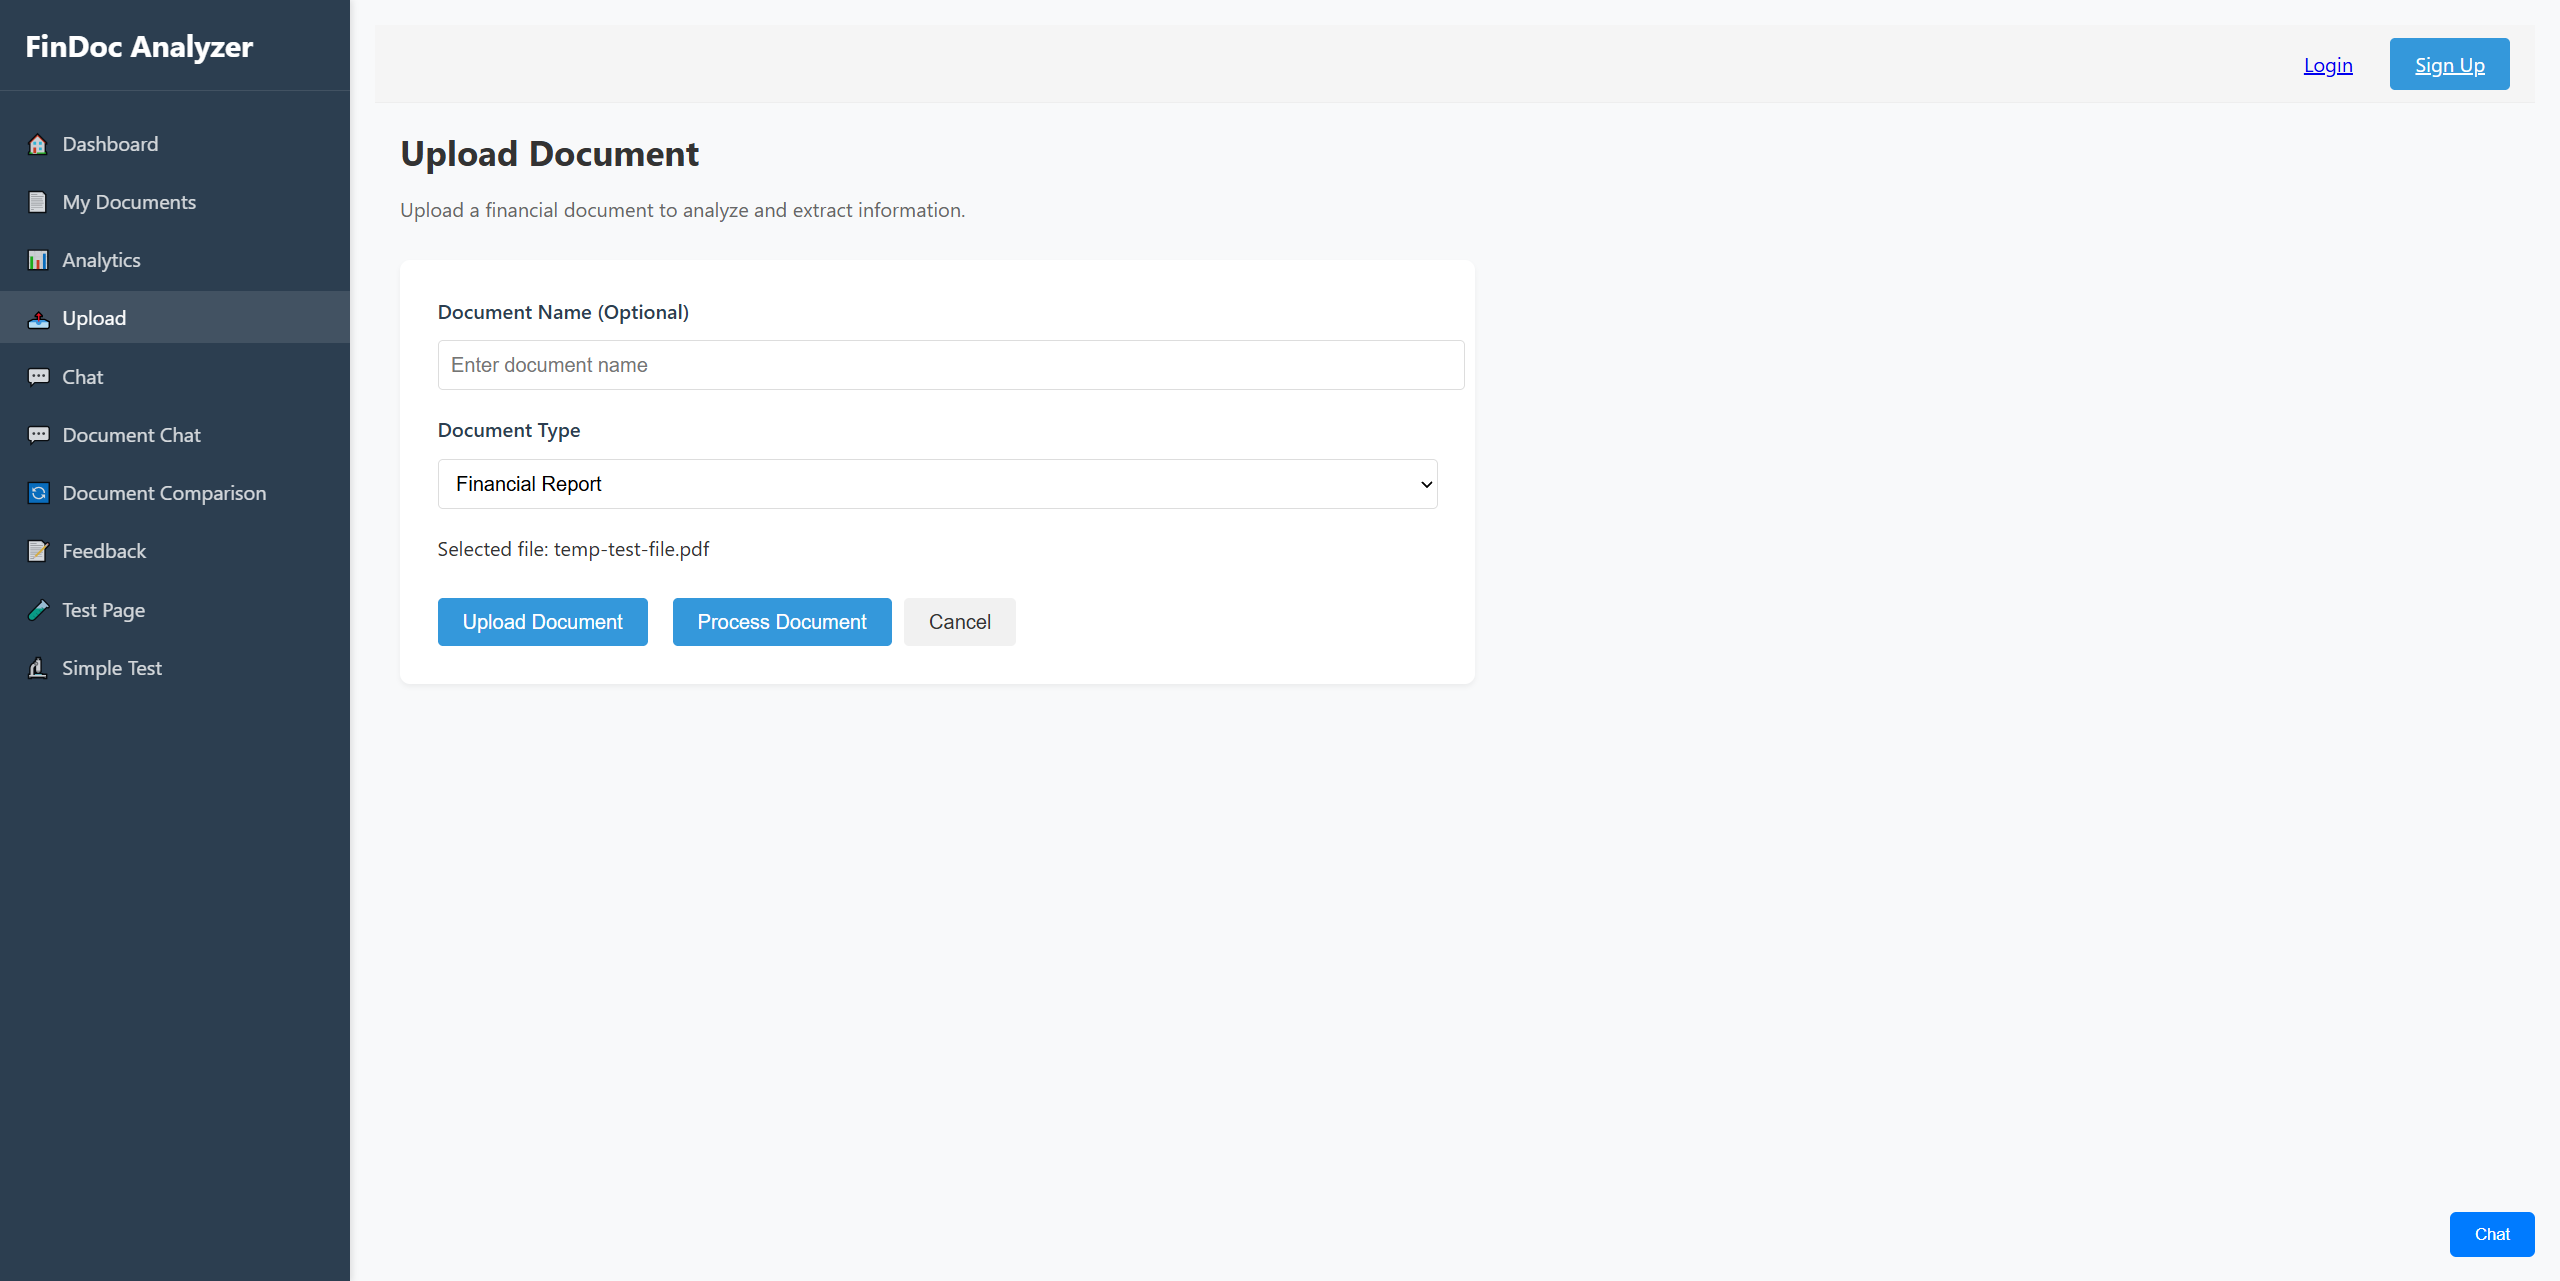 FinDoc Analyzer
Dashboard
My Documents
Analytics
Upload
Chat
Document Chat
Document Comparison
Feedback
Test Page
Simple Test
Login
Sign Up
Upload Document
Upload a financial document to analyze and extract information.
Document Name (Optional)
Enter document name
Document Type
Financial Report
Selected file: temp-test-file.pdf
Upload Document
Process Document
Cancel
Chat